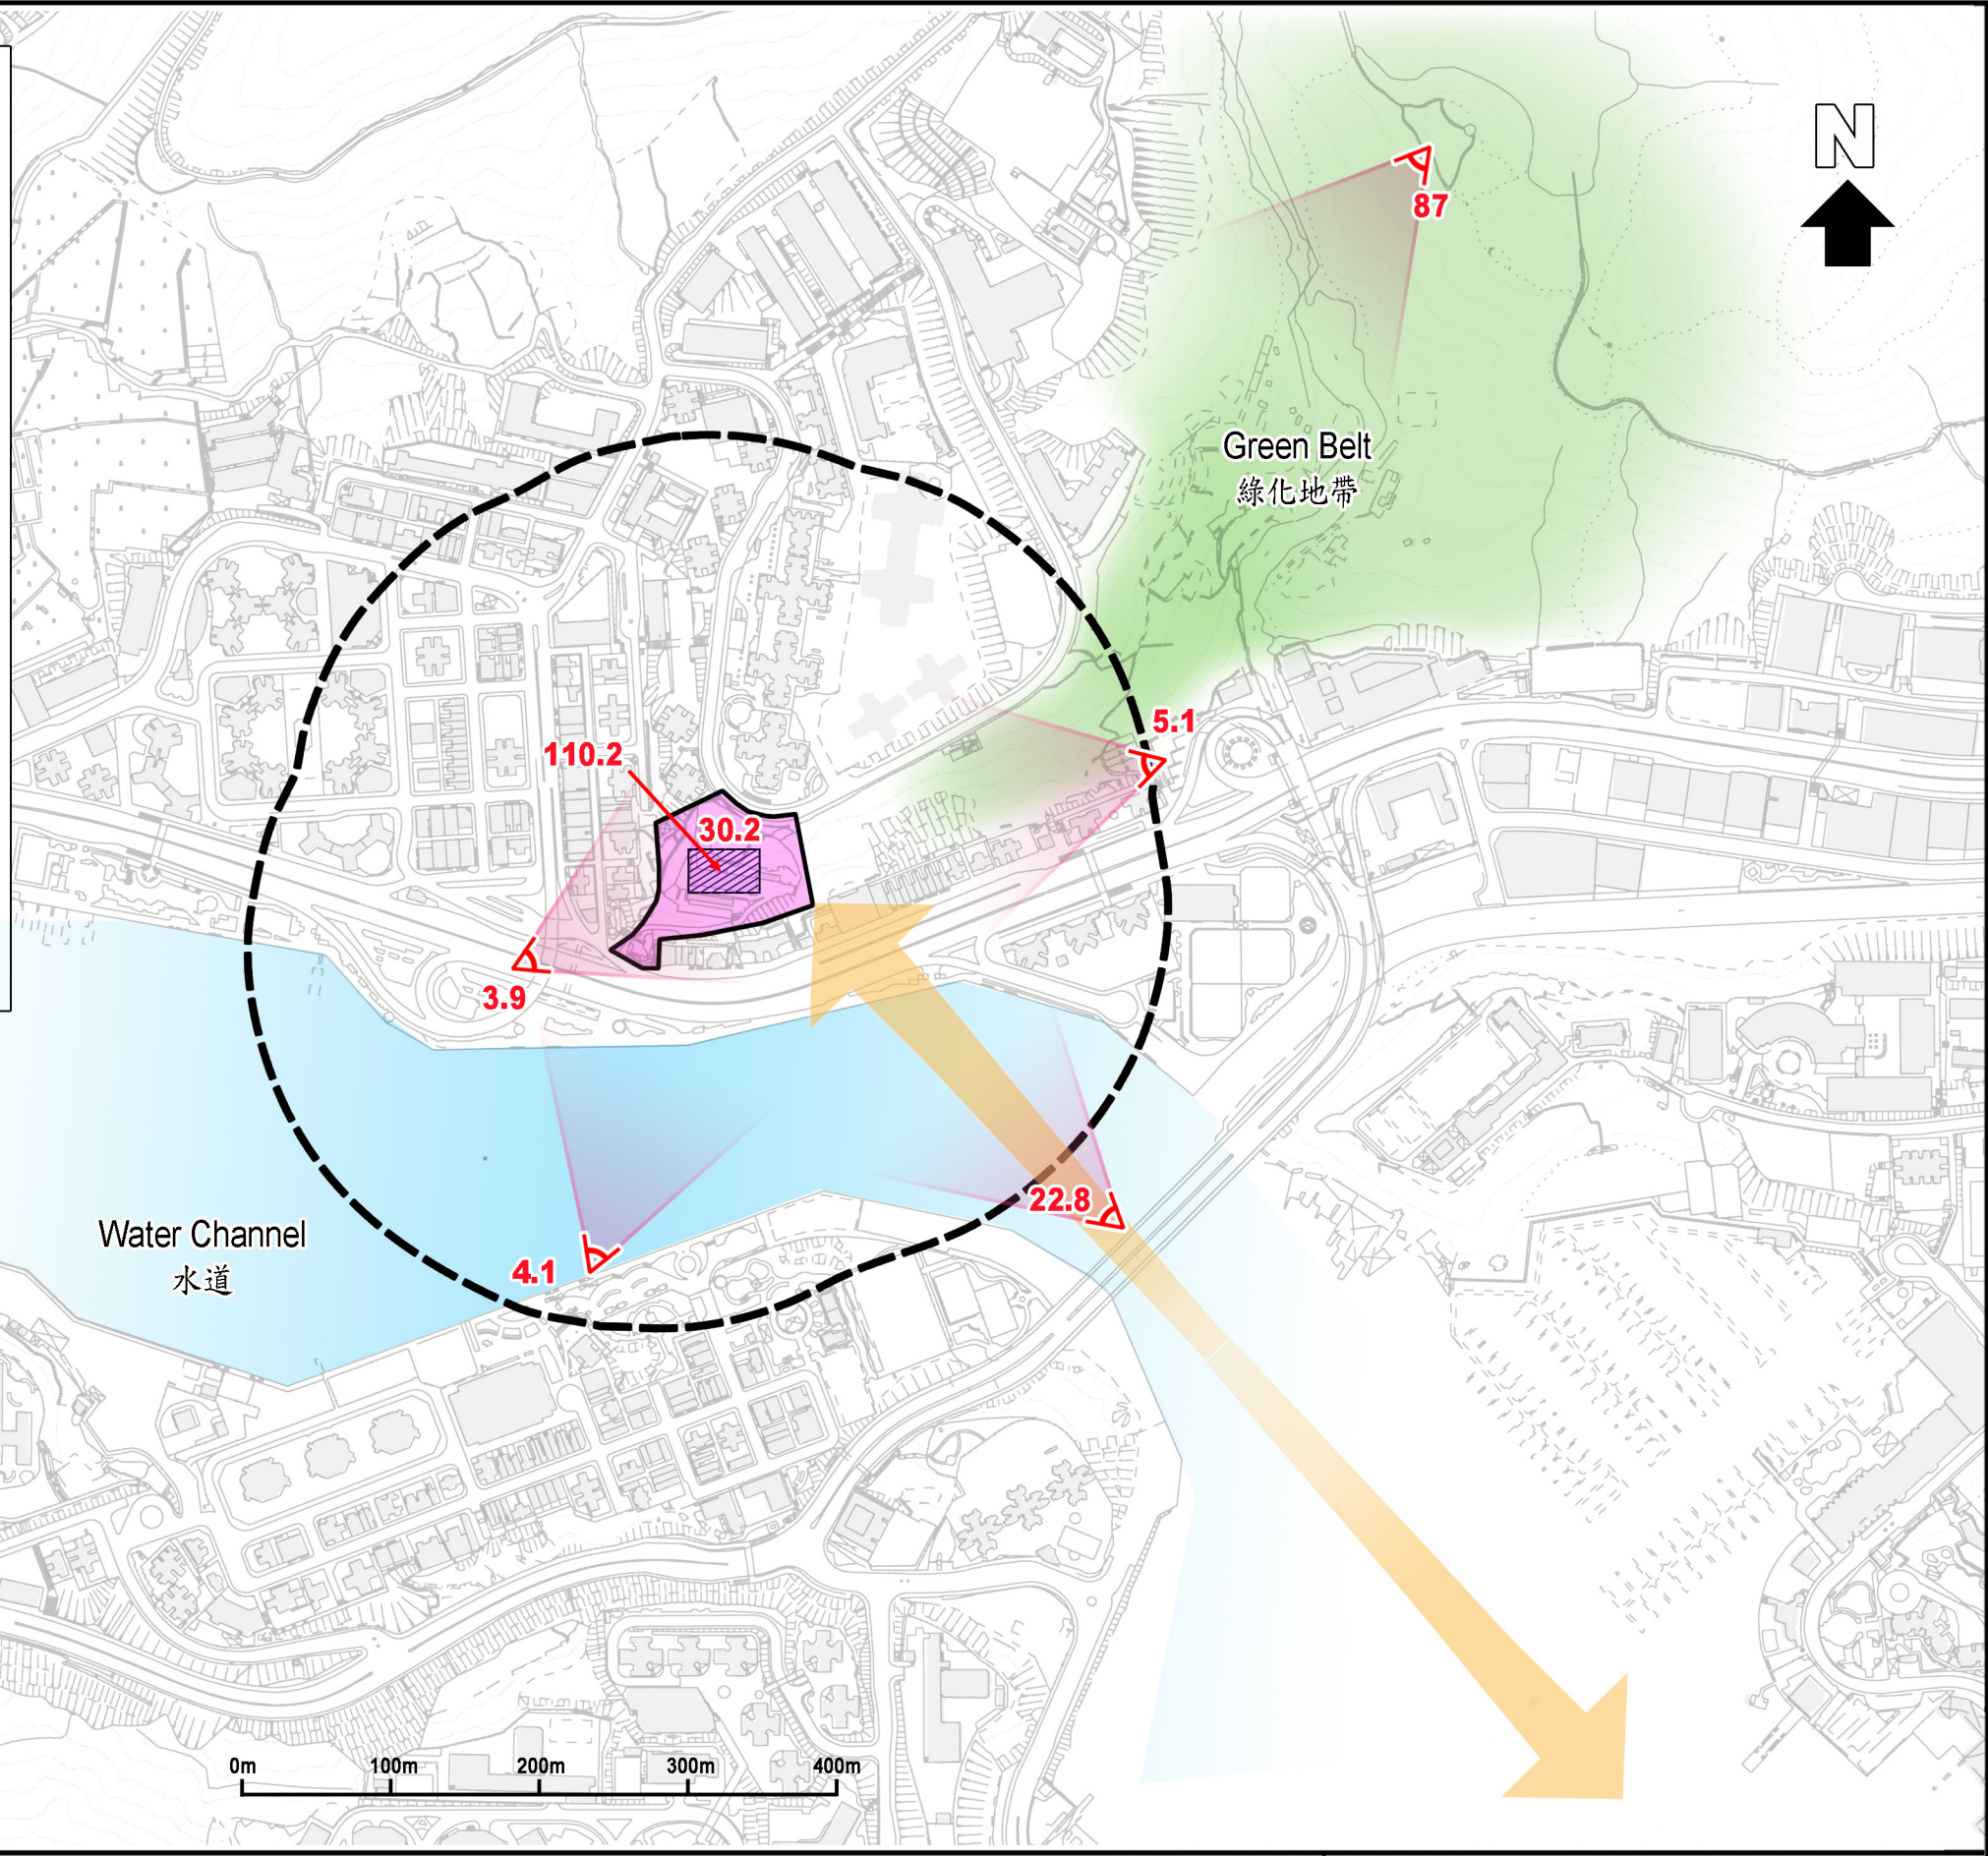 N
87
Green Belt
綠化地帶
5.1
110.2
30.2
3.9
22.8
4.1
Water Channel
水道
0m 100m 200m 300m 400m